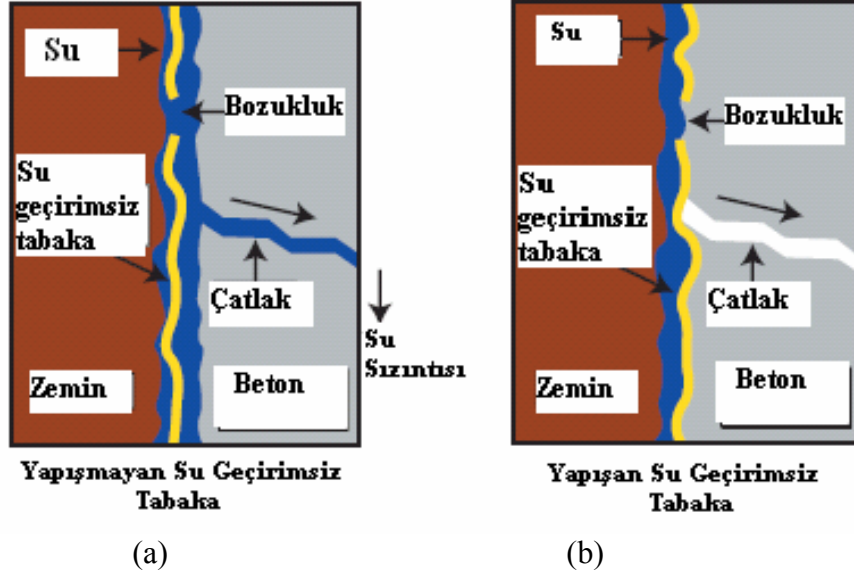 Su
Bozukluk
Su
geçirimsiz
tabaka
Çatlak
Su
Sızıntısı
Zemin
Beton
Yapışmayan Su Geçirimsiz
Tabaka
(a)
Su
Bozukluk
Su
geçirimsiz
tabaka
Çatlak
Zemin
Beton
Yapışan Su Geçirimsiz
Tabaka
(b)